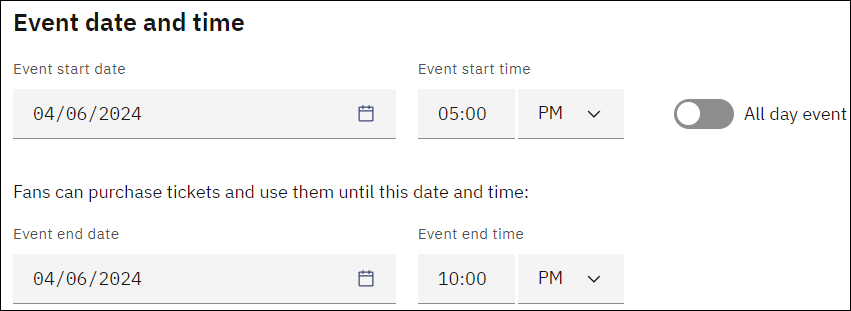 Event date and time
Event start date Event start time
04/06/2024 05:00 PM All day event
Fans can purchase tickets and use them until this date and time:
Event end date Event end time
04/06/2024 10:00 PM